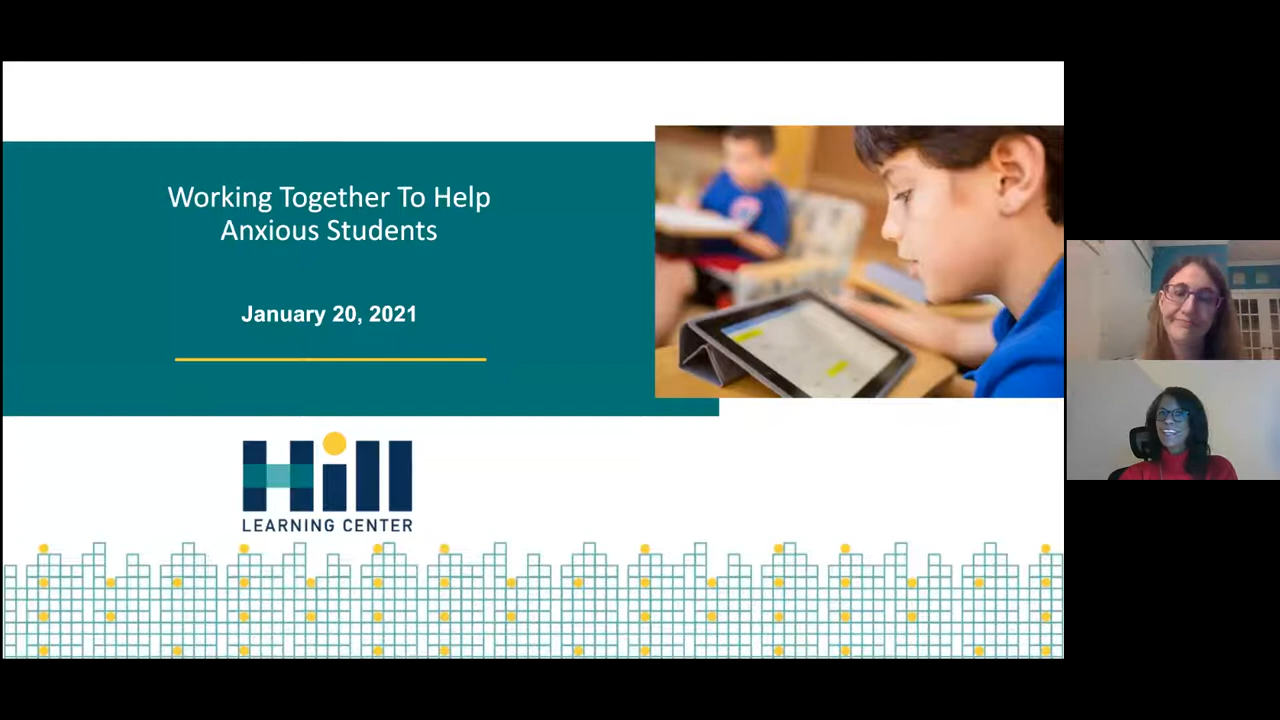 Working Together To Help
Anxious Students
January 20, 2021
Hill
LEARNING CENTER